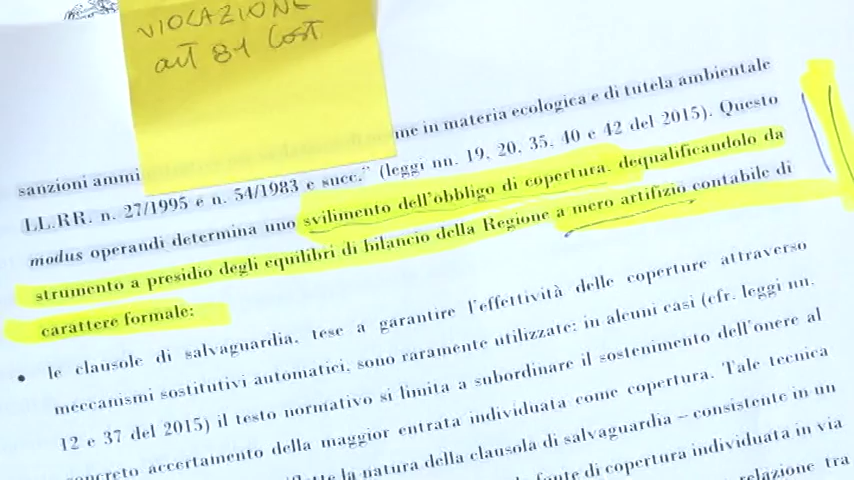 VIOLAZIONE
art 81 Cost
sanzioni ammi me in materia ecologica e di tutela ambientale
LL.RR. n. 27/1995 e n. 54/1983 e succ." (leggi nn. 19, 20, 35, 40 e 42 del 2015). Questo
modus operandi determina uno svilimento dell'obbligo di copertura, dequalificandolo da
strumento a presidio degli equilibri di bilancio della Regione a mero artifizio contabile di
carattere formale:
• le clausole di salvaguardia, tese a garantire l'effettività delle coperture attraverso
meccanismi sostitutivi automatici, sono raramente utilizzate: in alcuni casi (cfr. leggi nn.
12 e 37 del 2015) il testo normativo si limita a subordinare il sostenimento dell'onere al
concreto accertamento della maggior entrata individuata come copertura. Tale tecnica
la natura della clausola di salvaguardia – consistente in un
fonte di copertura individuata in via
relazione tra